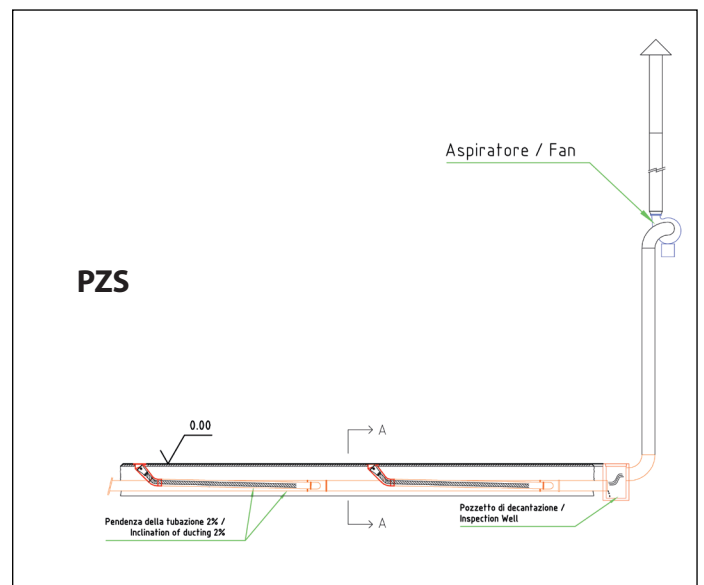 Aspiratore / Fan
PZS
0.00
A
A
Pendenza della tubazione 2% /
Inclination of ducting 2%
Pozzetto di decantazione /
Inspection Well